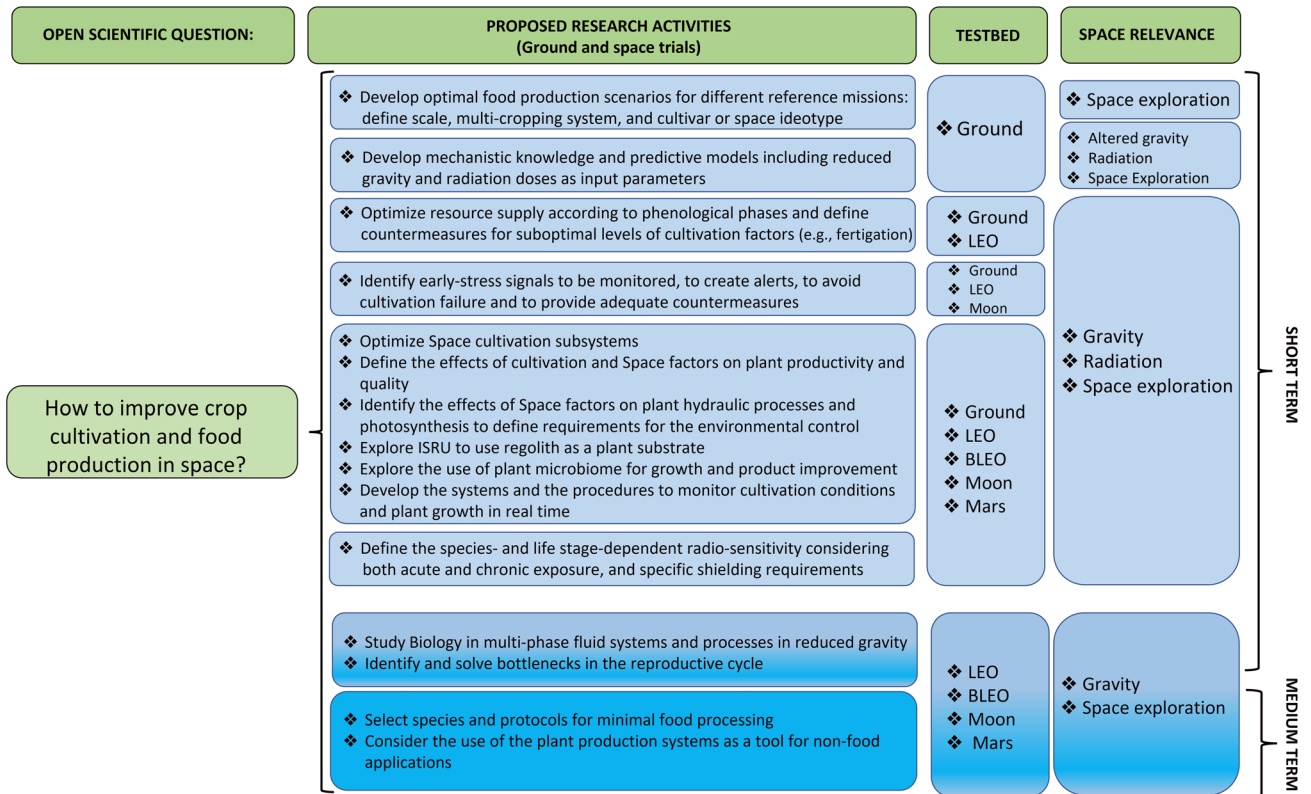 OPEN SCIENTIFIC QUESTION:
PROPOSED RESEARCH ACTIVITIES
(Ground and space trials)
TESTBED
SPACE RELEVANCE
How to improve crop
cultivation and food
production in space?
❖ Develop optimal food production scenarios for different reference missions:
define scale, multi-cropping system, and cultivar or space ideotype
❖ Develop mechanistic knowledge and predictive models including reduced
gravity and radiation doses as input parameters
❖ Ground
❖ Space exploration
❖ Altered gravity
❖ Radiation
❖ Space Exploration
❖ Optimize resource supply according to phenological phases and define
countermeasures for suboptimal levels of cultivation factors (e.g., fertigation)
❖ Ground
❖ LEO
❖ Identify early-stress signals to be monitored, to create alerts, to avoid
cultivation failure and to provide adequate countermeasures
❖ Ground
❖ LEO
❖ Moon
❖ Optimize Space cultivation subsystems
❖ Define the effects of cultivation and Space factors on plant productivity and
quality
❖ Identify the effects of Space factors on plant hydraulic processes and
photosynthesis to define requirements for the environmental control
❖ Explore ISRU to use regolith as a plant substrate
❖ Explore the use of plant microbiome for growth and product improvement
❖ Develop the systems and the procedures to monitor cultivation conditions
and plant growth in real time
❖ Define the species- and life stage-dependent radio-sensitivity considering
both acute and chronic exposure, and specific shielding requirements
❖ Ground
❖ LEO
❖ BLEO
❖ Moon
❖ Mars
❖ Gravity
❖ Radiation
❖ Space exploration
SHORT TERM
❖ Study Biology in multi-phase fluid systems and processes in reduced gravity
❖ Identify and solve bottlenecks in the reproductive cycle
❖ Select species and protocols for minimal food processing
❖ Consider the use of the plant production systems as a tool for non-food
applications
❖ LEO
❖ BLEO
❖ Moon
❖ Mars
❖ Gravity
❖ Space exploration
MEDIUM TERM